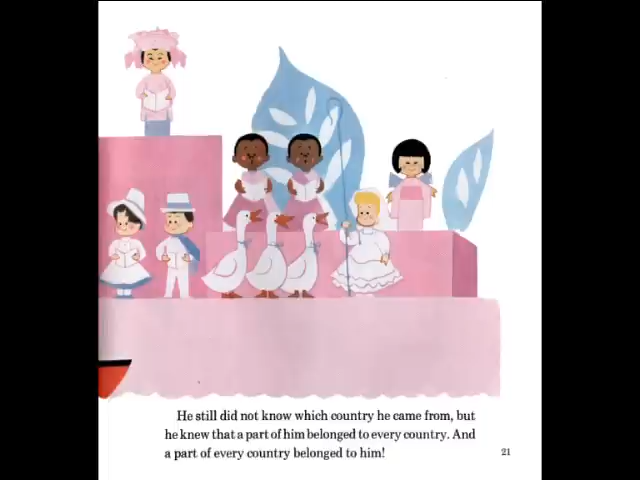 He still did not know which country he came from, but
he knew that a part of him belonged to every country. And
a part of every country belonged to him!
21